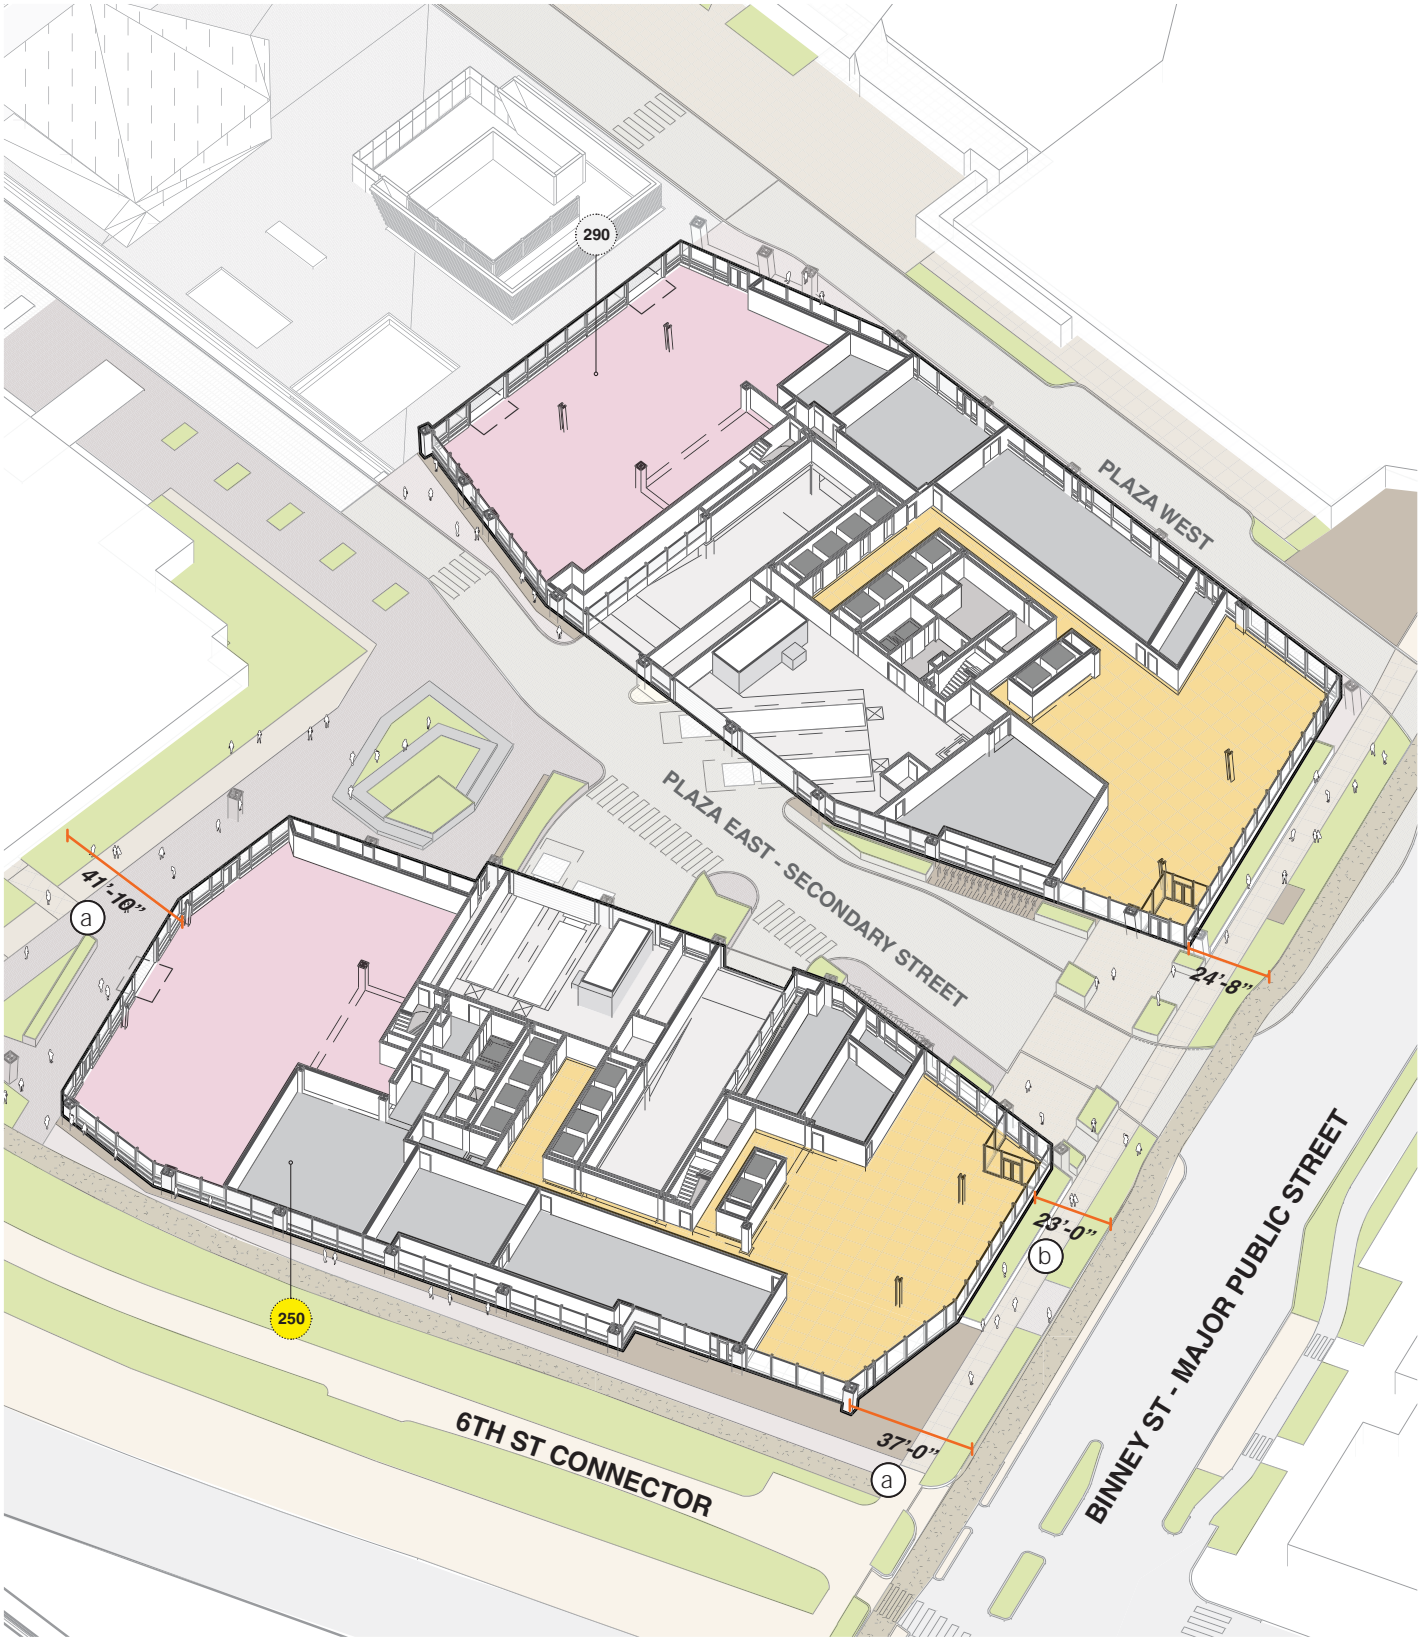 290
PLAZA WEST
PLAZA EAST - SECONDARY STREET
41'-10”
a
24'-8”
23'-0”
b
BINNEY ST - MAJOR PUBLIC STREET
250
6TH ST CONNECTOR
37'-0”
a